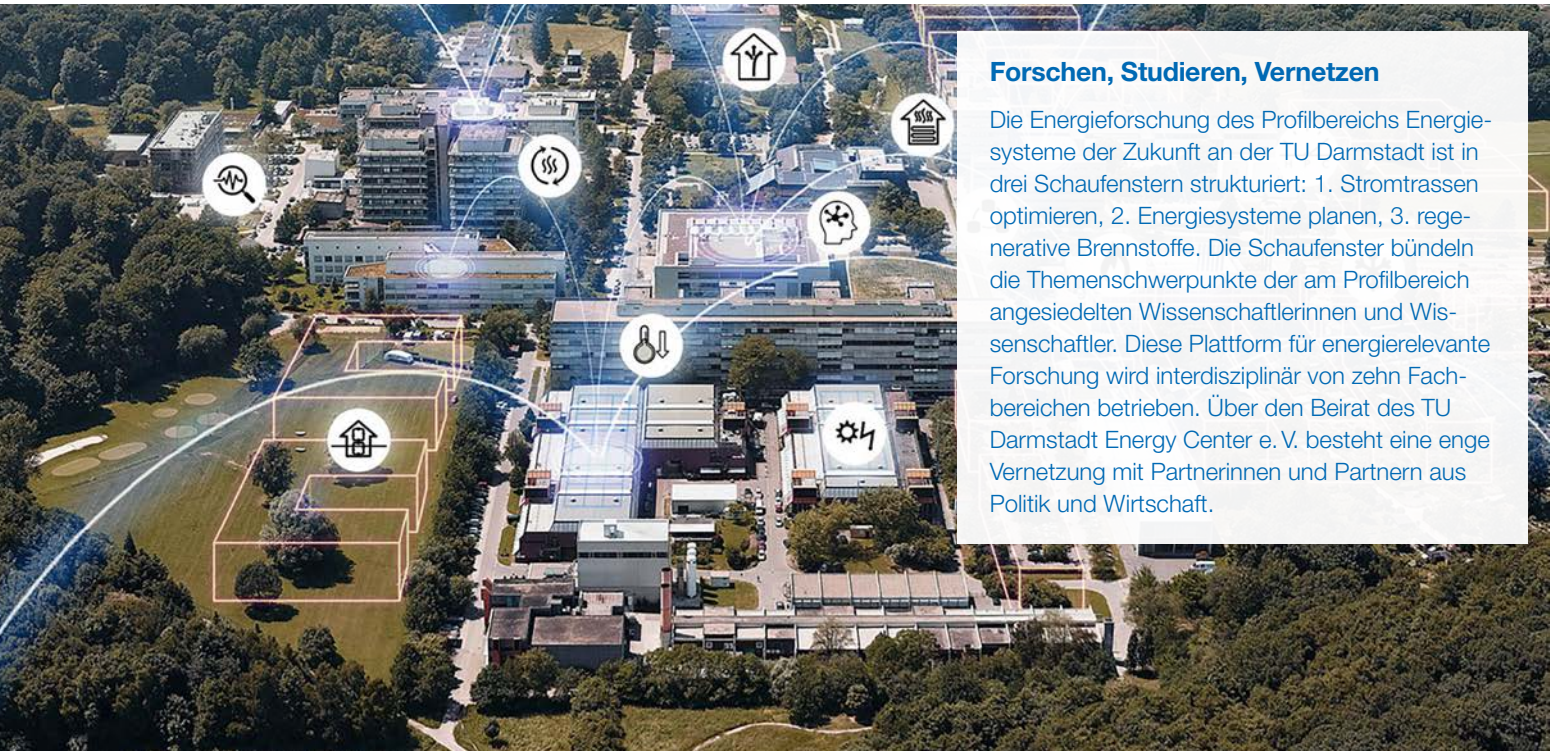 Forschen, Studieren, Vernetzen
Die Energieforschung des Profilbereichs Energie-
systeme der Zukunft an der TU Darmstadt ist in
drei Schaufenstern strukturiert: 1. Stromtrassen
optimieren, 2. Energiesysteme planen, 3. rege-
nerative Brennstoffe. Die Schaufenster bündeln
die Themenschwerpunkte der am Profilbereich
angesiedelten Wissenschaftlerinnen und Wis-
senschaftler. Diese Plattform für energierelevante
Forschung wird interdisziplinär von zehn Fach-
bereichen betrieben. Über den Beirat des TU
Darmstadt Energy Center e. V. besteht eine enge
Vernetzung mit Partnerinnen und Partnern aus
Politik und Wirtschaft.